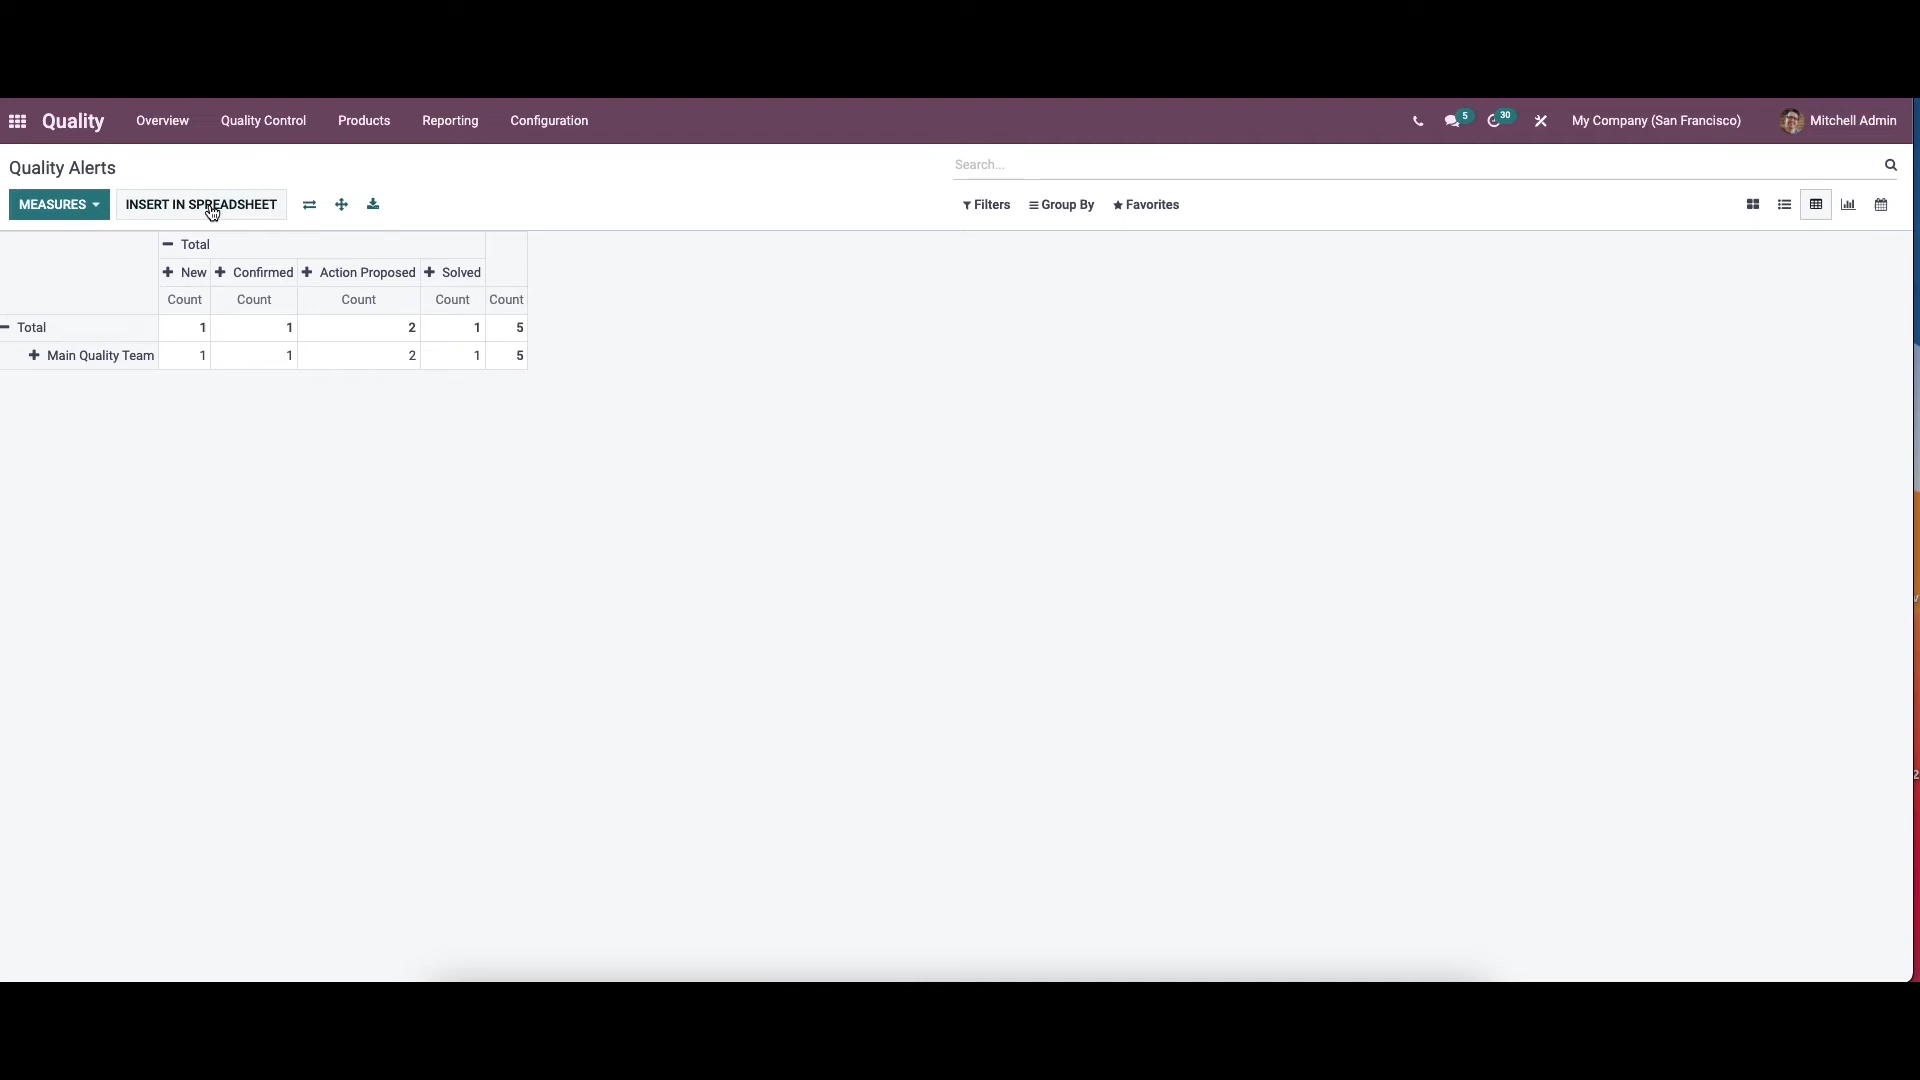 Quality Overview Quality Control Products Reporting Configuration 5 30 My Company (San Francisco) Mitchell Admin
Quality Alerts Search...
MEASURES INSERT IN SPREADSHEET Filters Group By Favorites
Total
New Confirmed Action Proposed Solved
Count Count Count Count Count
Total 1 1 2 1 5
Main Quality Team 1 1 2 1 5